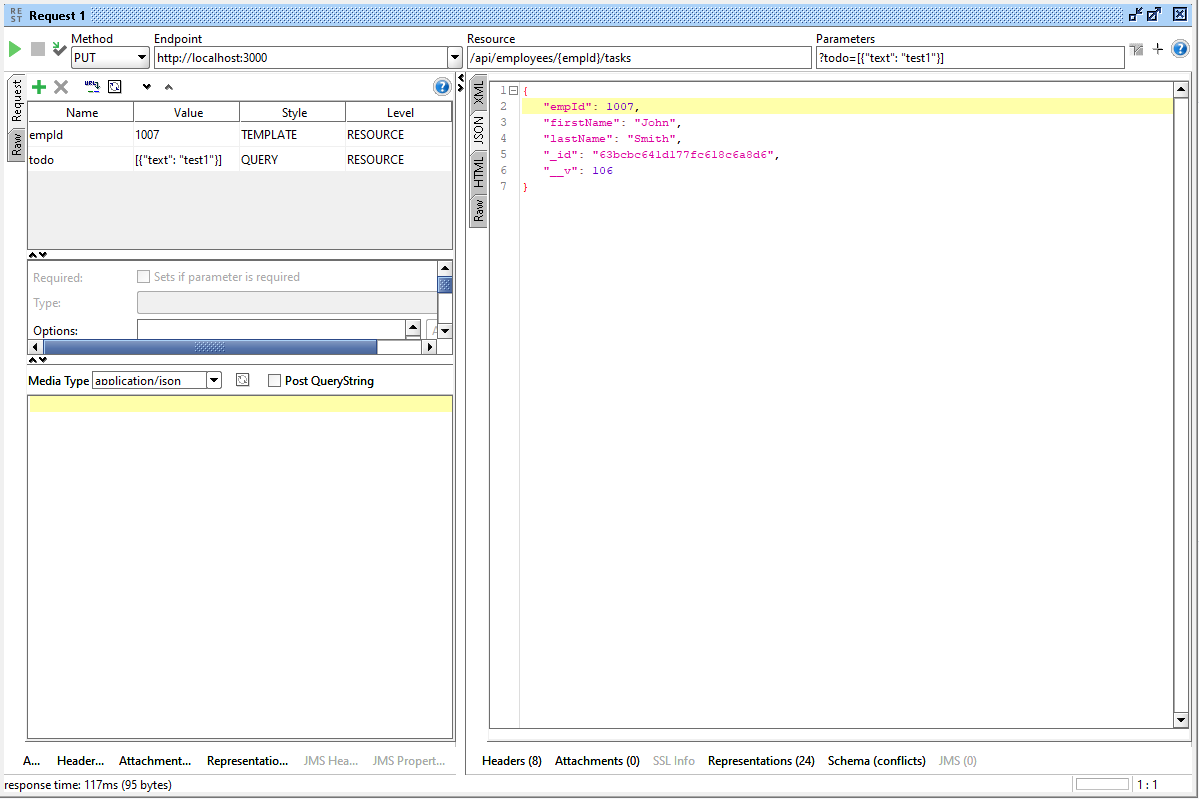 RE
ST
Request 1
Method
Endpoint
Resource
Parameters
PUT
http://localhost:3000
/api/employees/{empId}/tasks
?todo=[{"text": "test1"}]
Request
Raw
Name Value Style Level
empId 1007 TEMPLATE RESOURCE
todo [{"text": "test1"}] QUERY RESOURCE
Required:
Sets if parameter is required
Type:
Options:
Media Type
application/json
Post QueryString
A...
Header...
Attachment...
Representatio...
JMS Hea...
JMS Propert...
XML
JSON
HTML
Raw
1 {
2 "empId": 1007,
3 "firstName": "John",
4 "lastName": "Smith",
5 "_id": "63bcbc641d177fc618c6a8d6",
6 "__v": 106
7 }
Headers (8)
Attachments (0)
SSL Info
Representations (24)
Schema (conflicts)
JMS (0)
response time: 117ms (95 bytes)
1 : 1